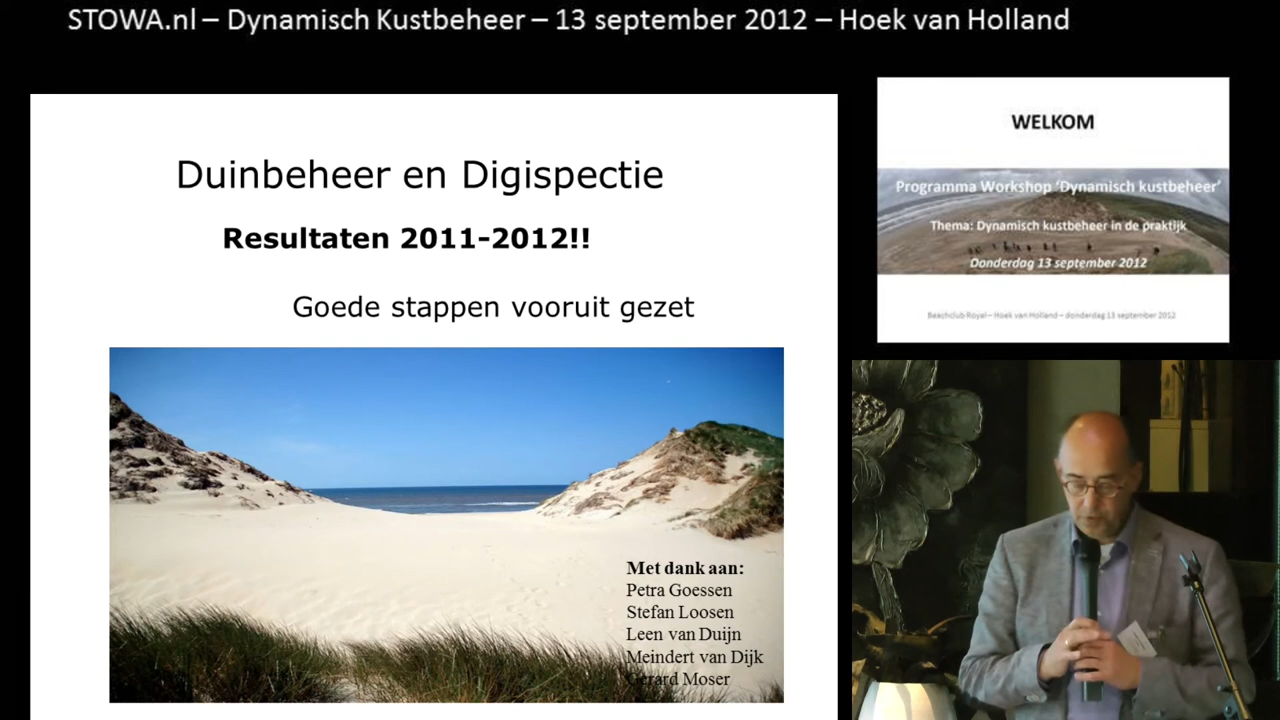 STOWA.nl – Dynamisch Kustbeheer – 13 september 2012 – Hoek van Holland
Duinbeheer en Digispectie
Resultaten 2011-2012!!
Goede stappen vooruit gezet
Met dank aan:
Petra Goessen
Stefan Loosen
Leen van Duijn
Meindert van Dijk
Gerard Moser
WELKOM
Programma Workshop ‘Dynamisch kustbeheer’
Thema: Dynamisch kustbeheer in de praktijk
Donderdag 13 september 2012
Beachclub Royal – Hoek van Holland – donderdag 13 september 2012